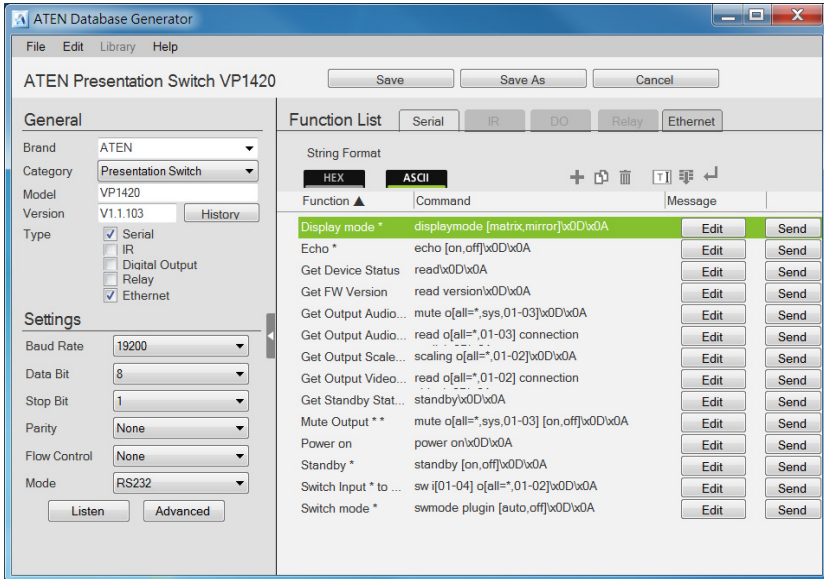 ATEN Database Generator
File Edit Library Help
ATEN Presentation Switch VP1420
Save Save As Cancel
General
Brand ATEN
Category Presentation Switch
Model VP1420
Version V1.1.103 History
Type Serial
IR
Digital Output
Relay
Ethernet
Settings
Baud Rate 19200
Data Bit 8
Stop Bit 1
Parity None
Flow Control None
Mode RS232
Listen Advanced
Function List Serial IR DO Relay Ethernet
String Format
HEX ASCII
Function ▲ Command Message
Display mode * displaymode [matrix,mirror]\x0D\x0A Edit Send
Echo * echo [on,off]\x0D\x0A Edit Send
Get Device Status read\x0D\x0A Edit Send
Get FW Version read version\x0D\x0A Edit Send
Get Output Audio... mute o[all=*,sys,01-03]\x0D\x0A Edit Send
Get Output Audio... read o[all=*,01-03] connection Edit Send
Get Output Scale... scaling o[all=*,01-02]\x0D\x0A Edit Send
Get Output Video... read o[all=*,01-02] connection Edit Send
Get Standby Stat... standby\x0D\x0A Edit Send
Mute Output * * mute o[all=*,sys,01-03] [on,off]\x0D\x0A Edit Send
Power on power on\x0D\x0A Edit Send
Standby * standby [on,off]\x0D\x0A Edit Send
Switch Input * to ... sw i[01-04] o[all=*,01-02]\x0D\x0A Edit Send
Switch mode * swmode plugin [auto,off]\x0D\x0A Edit Send